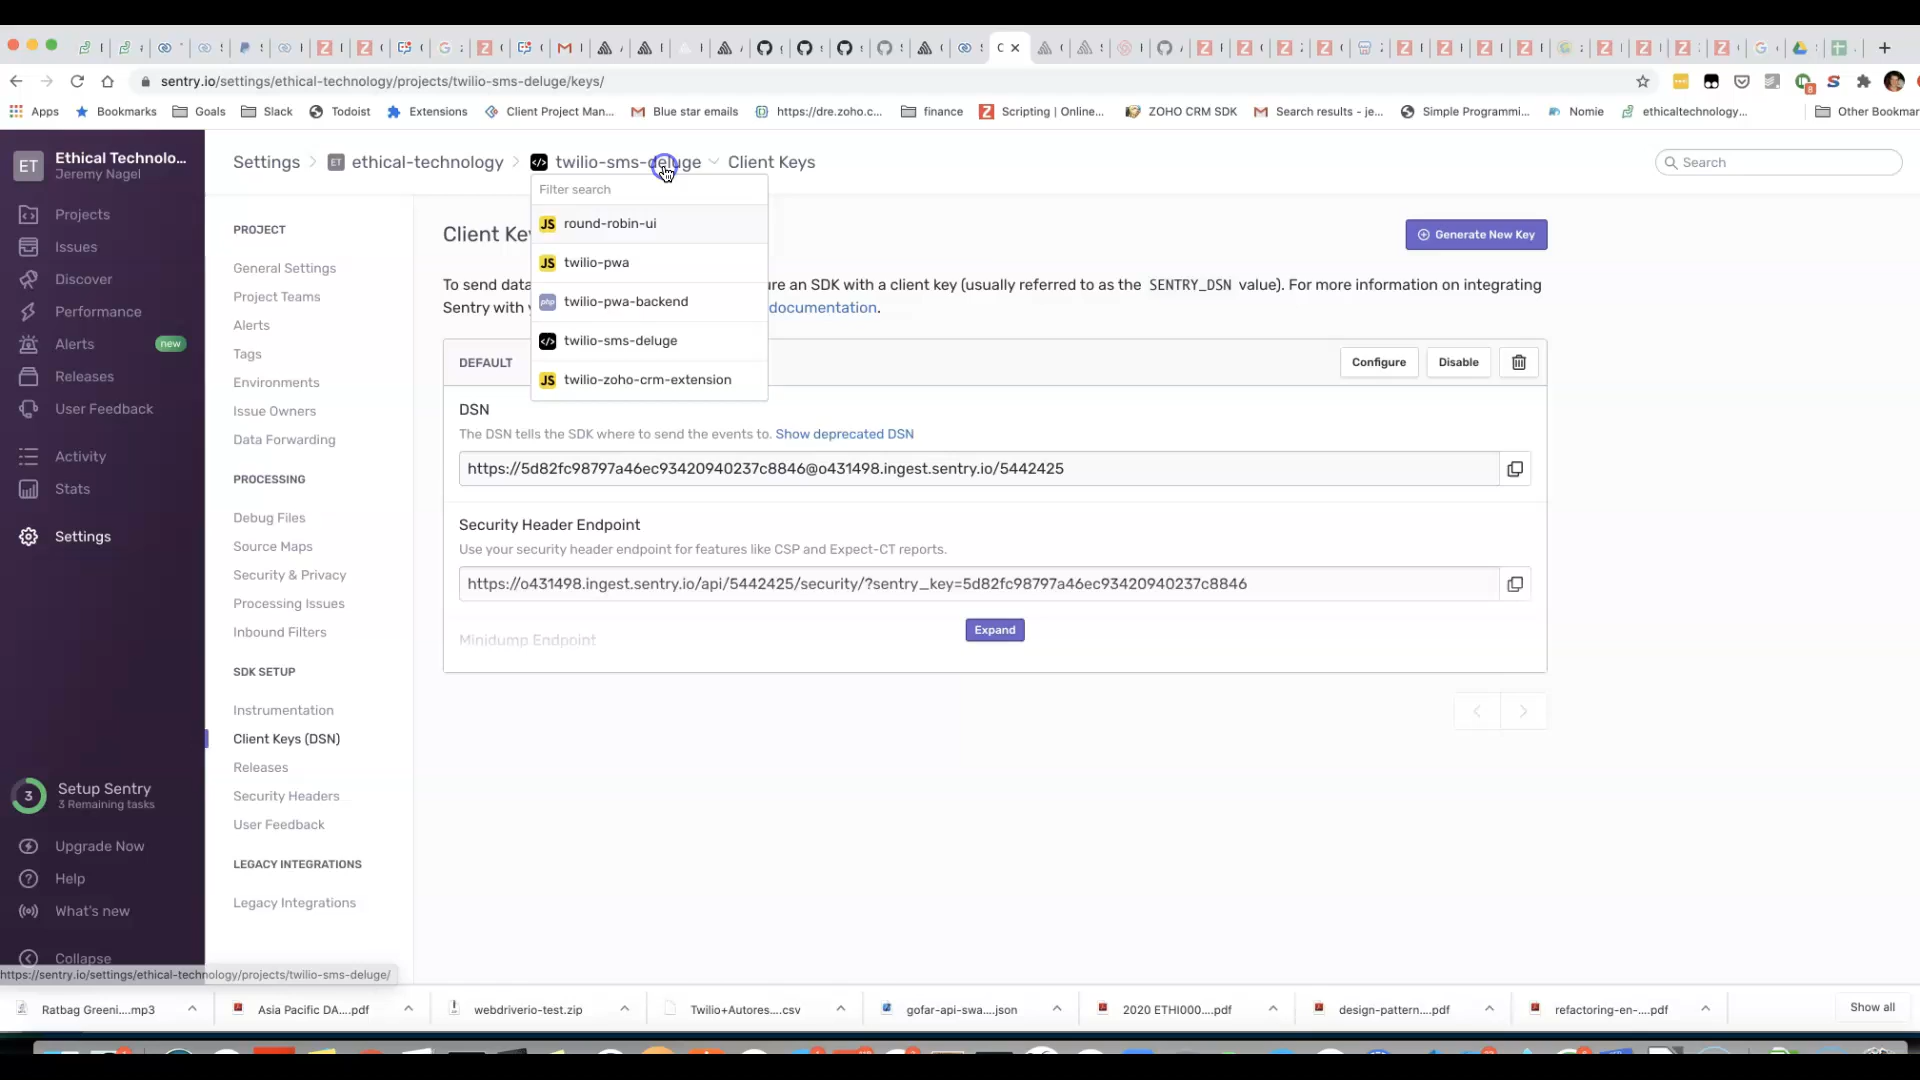 sentry.io/settings/ethical-technology/projects/twilio-sms-deluge/keys/
Apps
Bookmarks
Goals
Slack
Todoist
Extensions
Client Project Man...
Blue star emails
https://dre.zoho.c...
finance
Scripting | Online...
ZOHO CRM SDK
Search results - je...
Simple Programmi...
Nomie
ethicaltechnology...
Other Bookmar
ET
Ethical Technolo...
Jeremy Nagel
Projects
Issues
Discover
Performance
Alerts
new
Releases
User Feedback
Activity
Stats
Settings
3
Setup Sentry
3 Remaining tasks
Upgrade Now
Help
What's new
Collapse
Settings
ET
ethical-technology
twilio-sms-deluge
Client Keys
Search
Filter search
JS round-robin-ui
JS twilio-pwa
php twilio-pwa-backend
</> twilio-sms-deluge
JS twilio-zoho-crm-extension
PROJECT
General Settings
Project Teams
Alerts
Tags
Environments
Issue Owners
Data Forwarding
PROCESSING
Debug Files
Source Maps
Security & Privacy
Processing Issues
Inbound Filters
SDK SETUP
Instrumentation
Client Keys (DSN)
Releases
Security Headers
User Feedback
LEGACY INTEGRATIONS
Legacy Integrations
Client Ke
Generate New Key
To send data re an SDK with a client key (usually referred to as the SENTRY_DSN value). For more information on integrating
Sentry with documentation.
DEFAULT
Configure
Disable
DSN
The DSN tells the SDK where to send the events to. Show deprecated DSN
https://5d82fc98797a46ec93420940237c8846@o431498.ingest.sentry.io/5442425
Security Header Endpoint
Use your security header endpoint for features like CSP and Expect-CT reports.
https://o431498.ingest.sentry.io/api/5442425/security/?sentry_key=5d82fc98797a46ec93420940237c8846
Expand
Minidump Endpoint
https://sentry.io/settings/ethical-technology/projects/twilio-sms-deluge/
Ratbag Greeni....mp3
Asia Pacific DA....pdf
webdriverio-test.zip
Twilio+Autores....csv
gofar-api-swa....json
2020 ETHI000....pdf
design-pattern....pdf
refactoring-en-....pdf
Show all